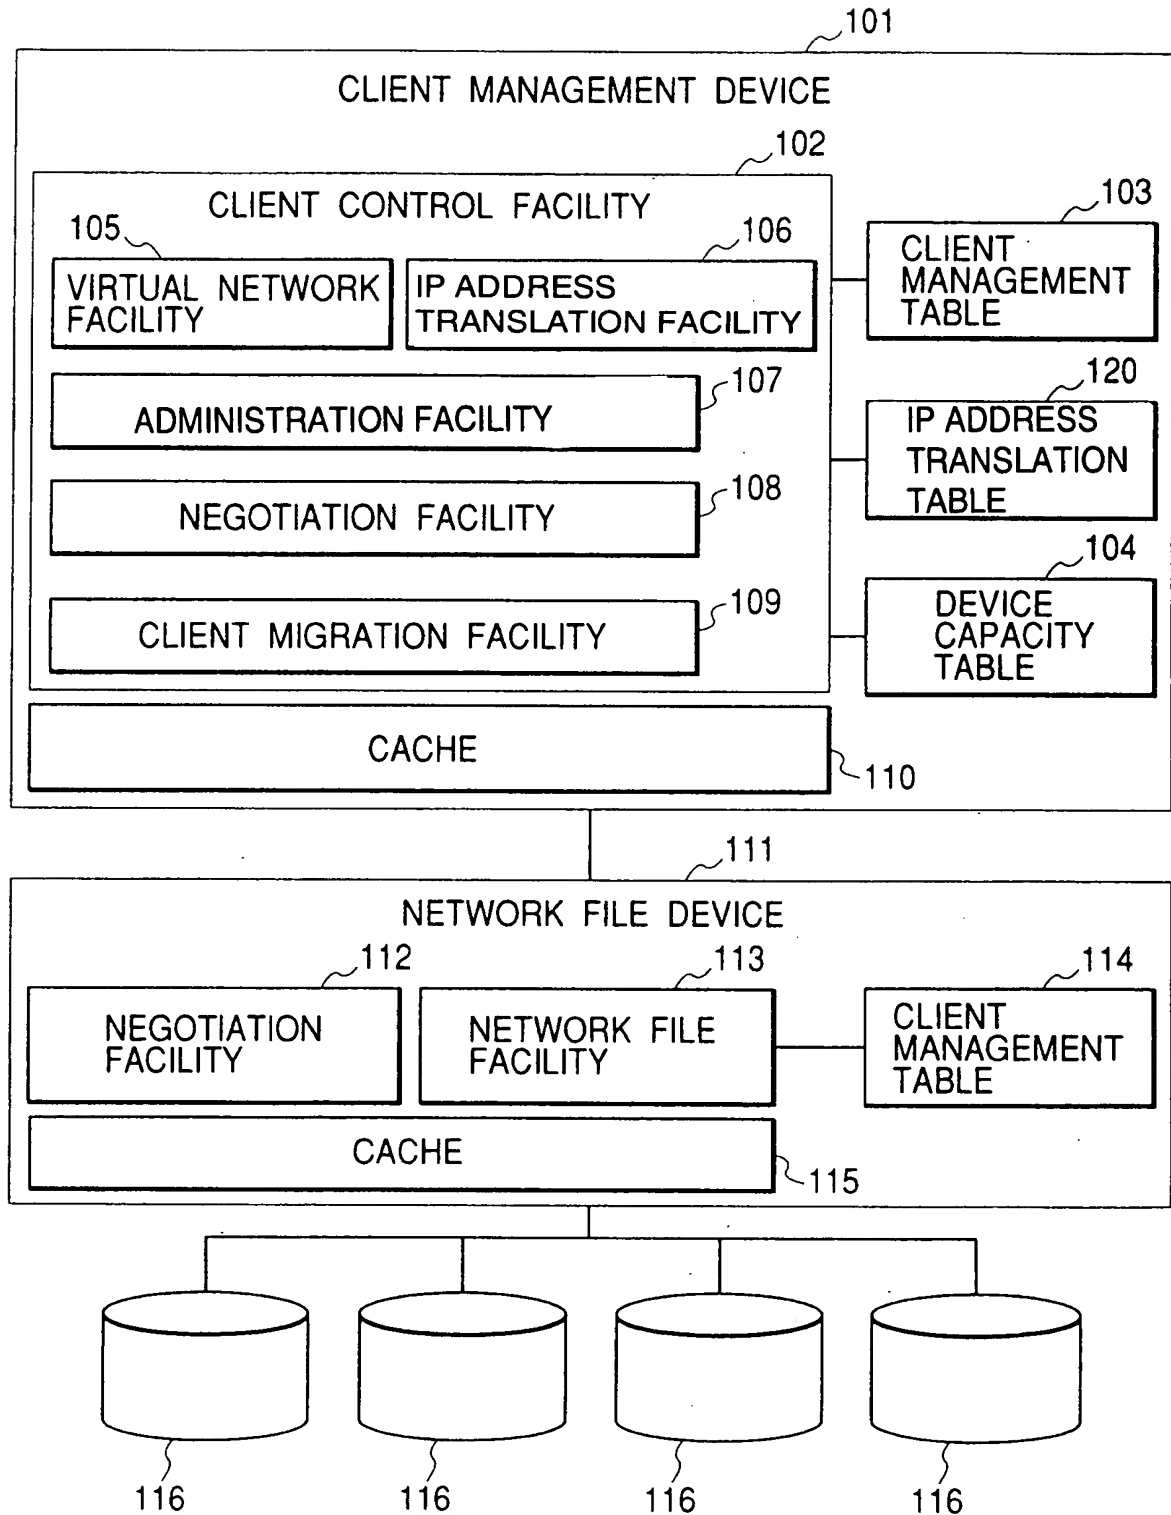 101
CLIENT MANAGEMENT DEVICE
102
CLIENT CONTROL FACILITY
103
105
106
CLIENT
MANAGEMENT
TABLE
VIRTUAL NETWORK
FACILITY
IP ADDRESS
TRANSLATION FACILITY
107
120
ADMINISTRATION FACILITY
IP ADDRESS
TRANSLATION
TABLE
108
NEGOTIATION FACILITY
104
109
DEVICE
CAPACITY
TABLE
CLIENT MIGRATION FACILITY
CACHE
110
111
NETWORK FILE DEVICE
112
113
114
NEGOTIATION
FACILITY
NETWORK FILE
FACILITY
CLIENT
MANAGEMENT
TABLE
CACHE
115
116
116
116
116